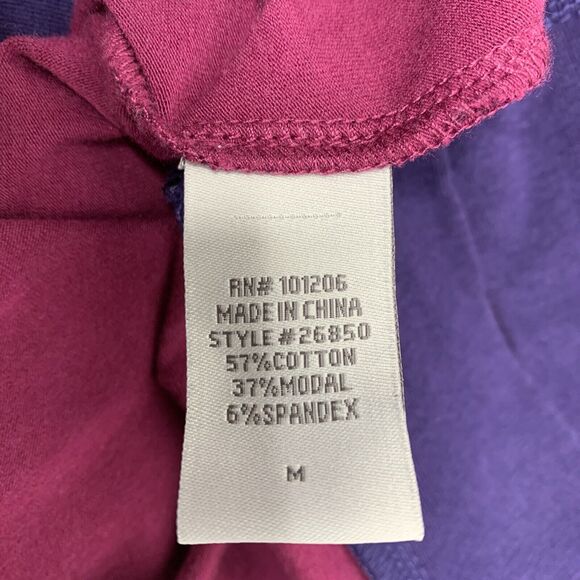 RN# 101206
MADE IN CHINA
STYLE #26850
57%COTTON
37%MODAL
6%SPANDEX
M